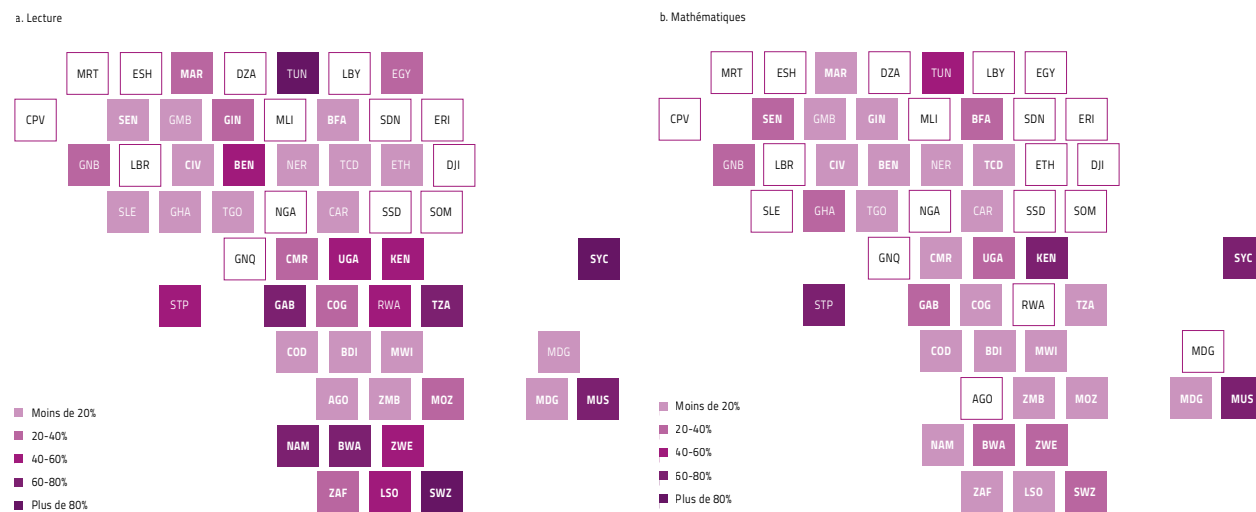 a. Lecture
MRT ESH MAR DZA TUN LBY EGY
CPV SEN GMB GIN MLI BFA SDN ERI
GNB LBR CIV BEN NER TCD ETH DJI
SLE GHA TGO NGA CAR SSD SOM
GNQ CMR UGA KEN SYC
STP GAB COG RWA TZA
COD BDI MWI MDG
AGO ZMB MOZ MDG MUS
NAM BWA ZWE
ZAF LSO SWZ
Moins de 20%
20-40%
40-60%
60-80%
Plus de 80%
b. Mathématiques
MRT ESH MAR DZA TUN LBY EGY
CPV SEN GMB GIN MLI BFA SDN ERI
GNB LBR CIV BEN NER TCD ETH DJI
SLE GHA TGO NGA CAR SSD SOM
GNQ CMR UGA KEN SYC
STP GAB COG RWA TZA
COD BDI MWI MDG
AGO ZMB MOZ MDG MUS
NAM BWA ZWE
ZAF LSO SWZ
Moins de 20%
20-40%
40-60%
60-80%
Plus de 80%